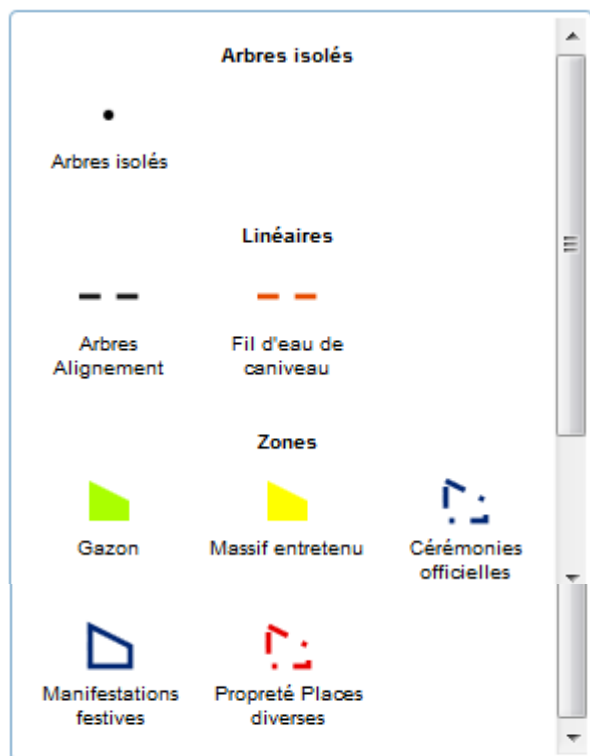 Arbres isolés
Arbres isolés
Linéaires
Arbres
Alignement
Fil d'eau de
caniveau
Zones
Gazon
Massif entretenu
Cérémonies
officielles
Manifestations
festives
Propreté Places
diverses